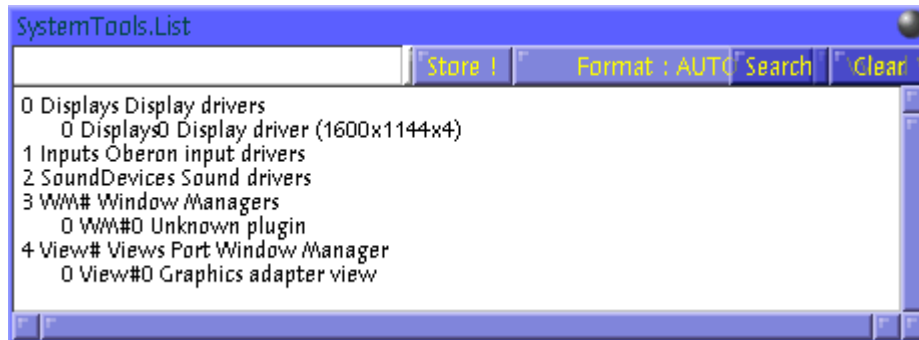 SystemTools.List
Store ! Format : AUTO Search Clear
0 Displays Display drivers
0 Displays0 Display driver (1600x1144x4)
1 Inputs Oberon input drivers
2 SoundDevices Sound drivers
3 WM# Window Managers
0 WM#0 Unknown plugin
4 View# Views Port Window Manager
0 View#0 Graphics adapter view